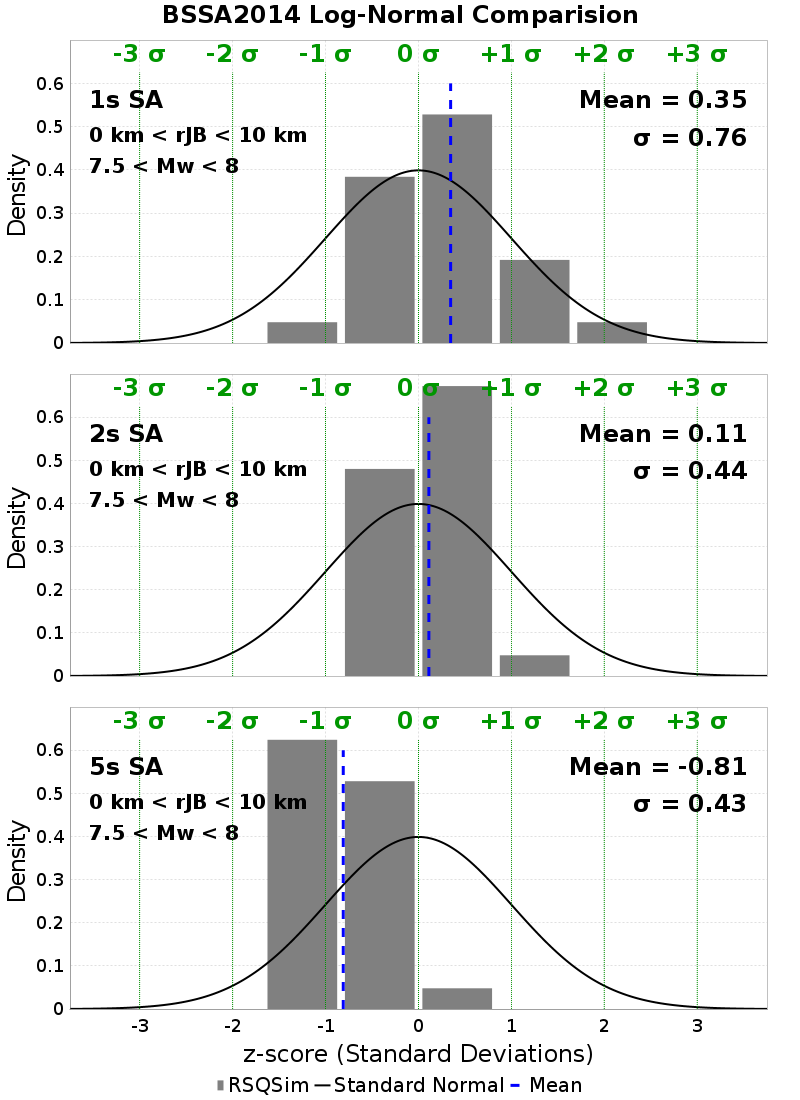 BSSA2014 Log-Normal Comparision
-3 σ -2 σ -1 σ 0 σ +1 σ +2 σ +3 σ
0.6
0.5
0.4
0.3
0.2
0.1
0
Density
1s SA
0 km < rJB < 10 km
7.5 < Mw < 8
Mean = 0.35
σ = 0.76
-3 σ -2 σ -1 σ 0 σ +1 σ +2 σ +3 σ
0.6
0.5
0.4
0.3
0.2
0.1
0
Density
2s SA
0 km < rJB < 10 km
7.5 < Mw < 8
Mean = 0.11
σ = 0.44
-3 σ -2 σ -1 σ 0 σ +1 σ +2 σ +3 σ
0.6
0.5
0.4
0.3
0.2
0.1
0
Density
5s SA
0 km < rJB < 10 km
7.5 < Mw < 8
Mean = -0.81
σ = 0.43
-3 -2 -1 0 1 2 3
z-score (Standard Deviations)
RSQSim Standard Normal Mean